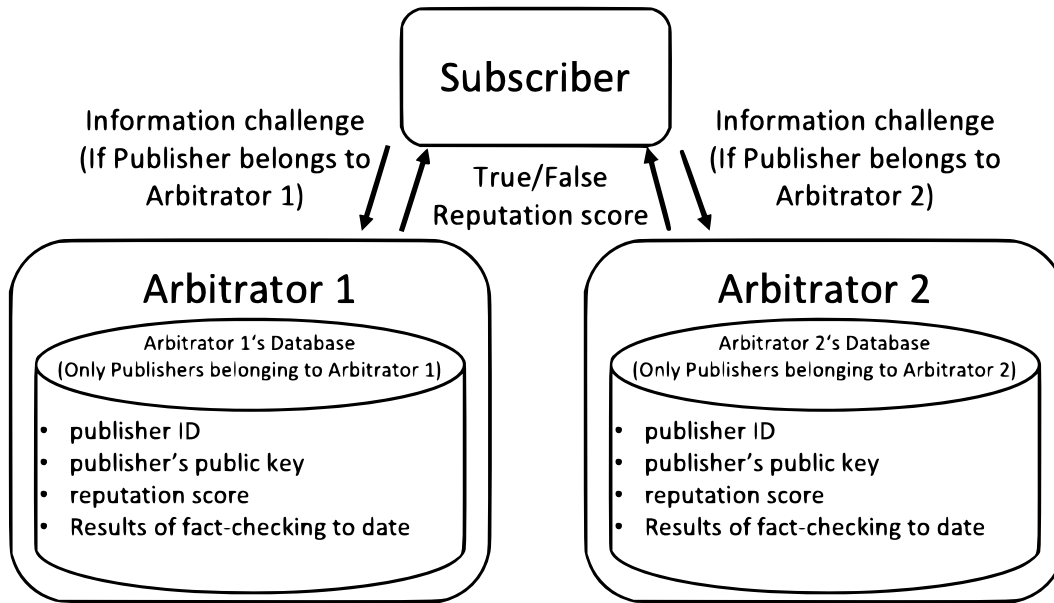 Subscriber
Information challenge
(If Publisher belongs to
Arbitrator 1)
True/False
Reputation score
Information challenge
(If Publisher belongs to
Arbitrator 2)
Arbitrator 1
Arbitrator 1‘s Database
(Only Publishers belonging to Arbitrator 1)
• publisher ID
• publisher’s public key
• reputation score
• Results of fact-checking to date
Arbitrator 2
Arbitrator 2‘s Database
(Only Publishers belonging to Arbitrator 2)
• publisher ID
• publisher’s public key
• reputation score
• Results of fact-checking to date